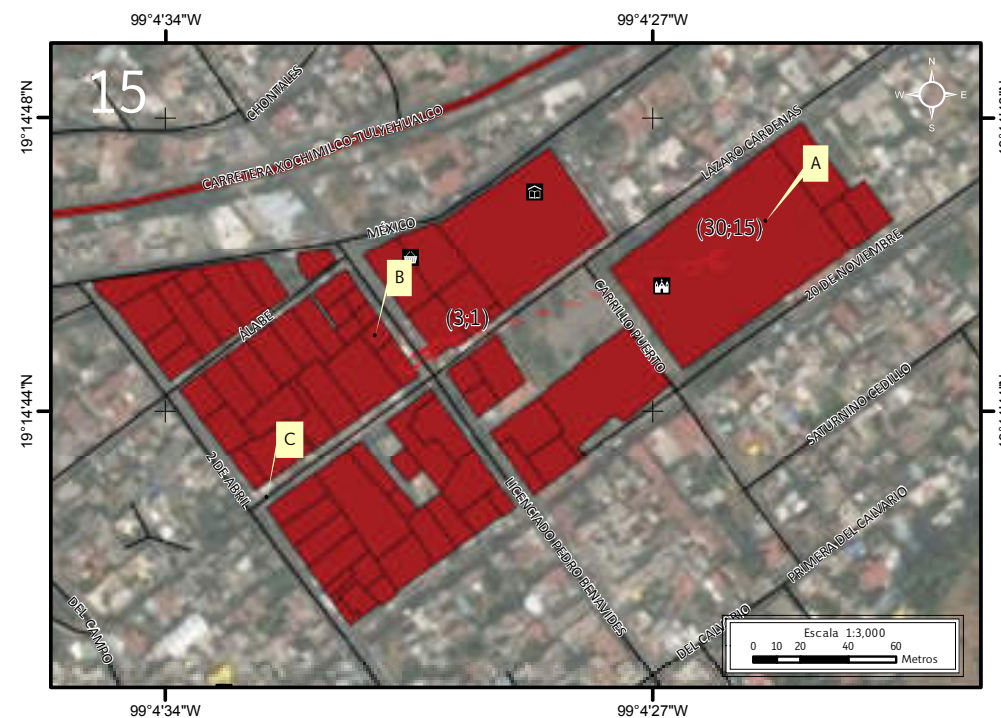 99°4'34"W
99°4'27"W
15
CHONTALES
N
W
E
S
19°14'48"N
CARRETERA XOCHIMILCO-TULYEHUALCO
LÁZARO CÁRDENAS
A
MÉXICO
(30;15)
20 DE NOVIEMBRE
B
CARRILLO PUERTO
(3;1)
ÁLABE
19°14'44"N
SATURNINO CEDILLO
C
2 DE ABRIL
LICENCIADO PEDRO BENAVIDES
PRIMERA DEL CALVARIO
DEL CAMPO
DEL CALVARIO
Escala 1:3,000
0 10 20 40 60
Metros
99°4'34"W
99°4'27"W